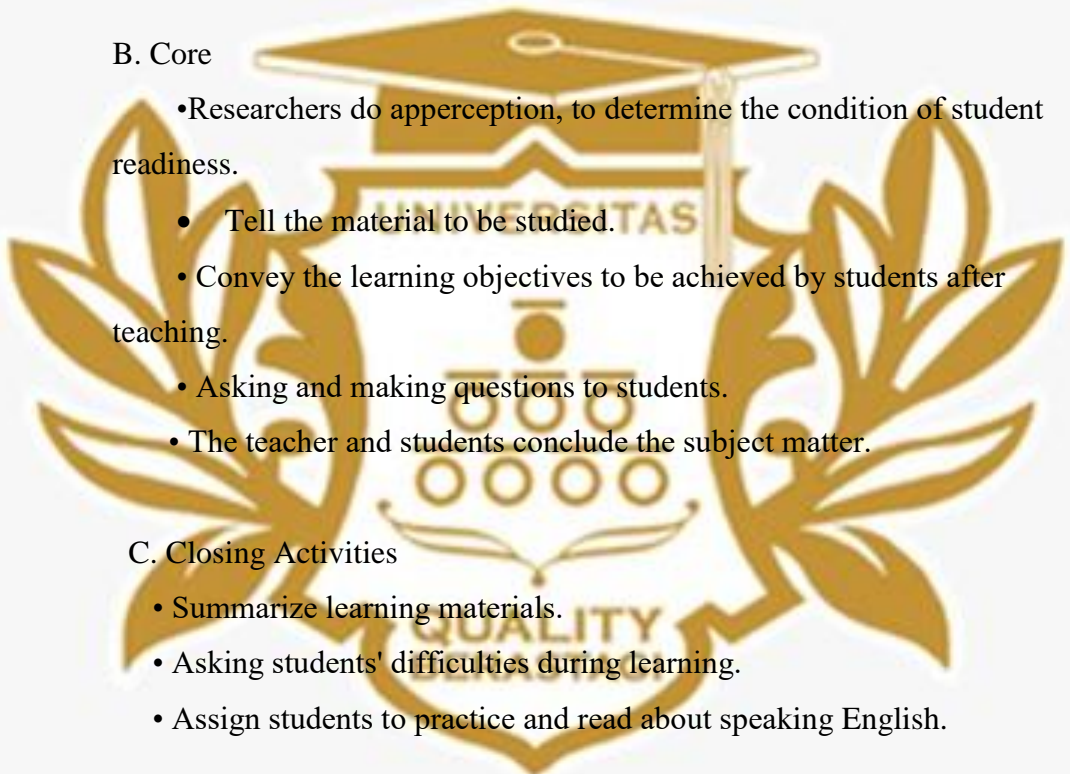 B. Core
•Researchers do apperception, to determine the condition of student
readiness.
• Tell the material to be studied.
UNIVERSITAS
• Convey the learning objectives to be achieved by students after
teaching.
• Asking and making questions to students.
• The teacher and students conclude the subject matter.
C. Closing Activities
• Summarize learning materials.
QUALITY
• Asking students' difficulties during learning.
BERASTAGI
• Assign students to practice and read about speaking English.